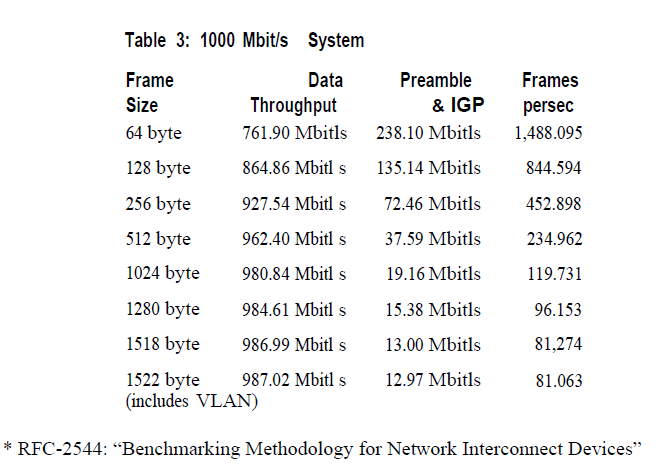 Table 3: 1000 Mbit/s System
Frame Data Preamble Frames
Size Throughput & IGP persec
64 byte 761.90 Mbitls 238.10 Mbitls 1,488.095
128 byte 864.86 Mbitl s 135.14 Mbitls 844.594
256 byte 927.54 Mbitl s 72.46 Mbitls 452.898
512 byte 962.40 Mbitl s 37.59 Mbitls 234.962
1024 byte 980.84 Mbitl s 19.16 Mbitls 119.731
1280 byte 984.61 Mbitl s 15.38 Mbitls 96.153
1518 byte 986.99 Mbitl s 13.00 Mbitls 81,274
1522 byte 987.02 Mbitl s 12.97 Mbitls 81.063
(includes VLAN)
* RFC-2544: “Benchmarking Methodology for Network Interconnect Devices”